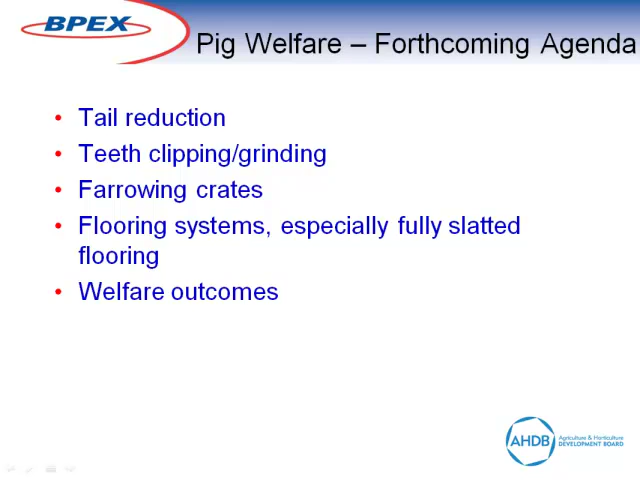 BPEX
Pig Welfare – Forthcoming Agenda
• Tail reduction
• Teeth clipping/grinding
• Farrowing crates
• Flooring systems, especially fully slatted
flooring
• Welfare outcomes
AHDB
Agriculture & Horticulture
DEVELOPMENT BOARD